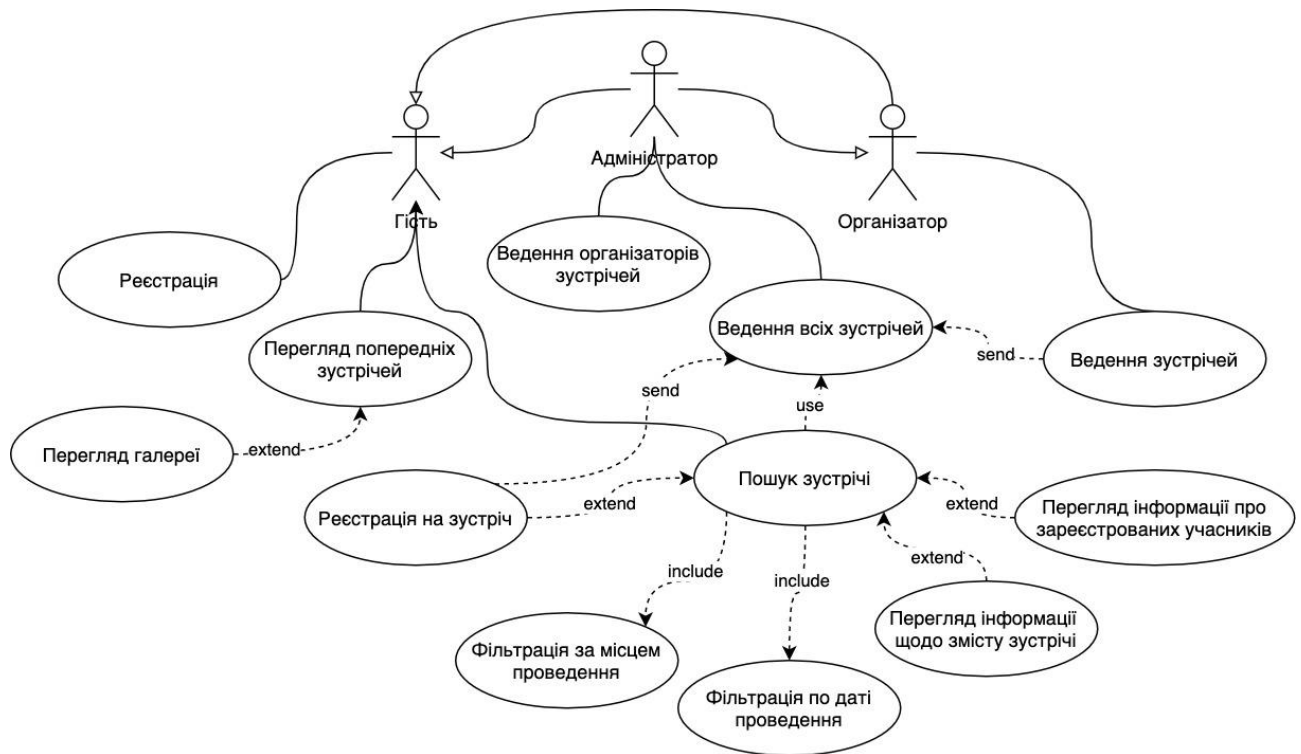 Адміністратор
Гість
Організатор
Ведення організаторів
зустрічей
Реєстрація
Ведення всіх зустрічей
Перегляд попередніх
зустрічей
send
Ведення зустрічей
send
use
Перегляд галереї
extend
Пошук зустрічі
Реєстрація на зустріч
extend
extend
Перегляд інформації про
зареєстрованих учасників
include
include
extend
Перегляд інформації
щодо змісту зустрічі
Фільтрація за місцем
проведення
Фільтрація по даті
проведення